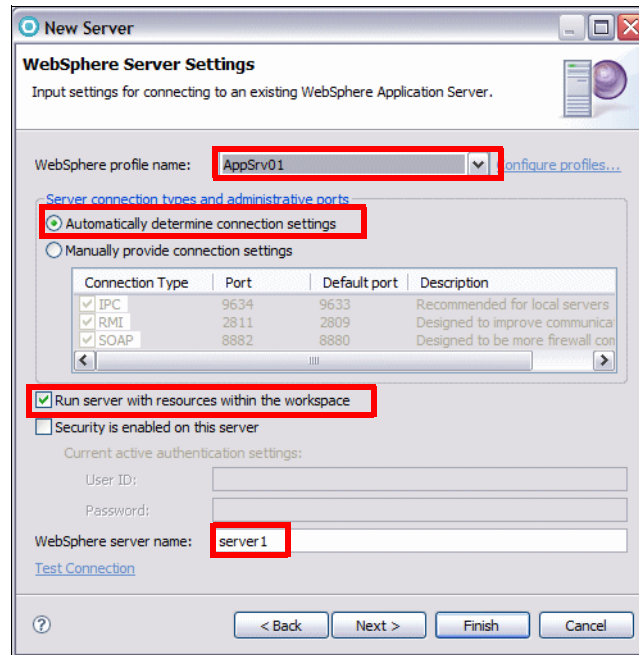 New Server
WebSphere Server Settings
Input settings for connecting to an existing WebSphere Application Server.
WebSphere profile name: AppSrv01 Configure profiles...
Server connection types and administrative ports
Automatically determine connection settings
Manually provide connection settings
Connection Type Port Default port Description
IPC 9634 9633 Recommended for local servers
RMI 2811 2809 Designed to improve communica
SOAP 8882 8880 Designed to be more firewall con
Run server with resources within the workspace
Security is enabled on this server
Current active authentication settings:
User ID:
Password:
WebSphere server name: server1
Test Connection
? < Back Next > Finish Cancel